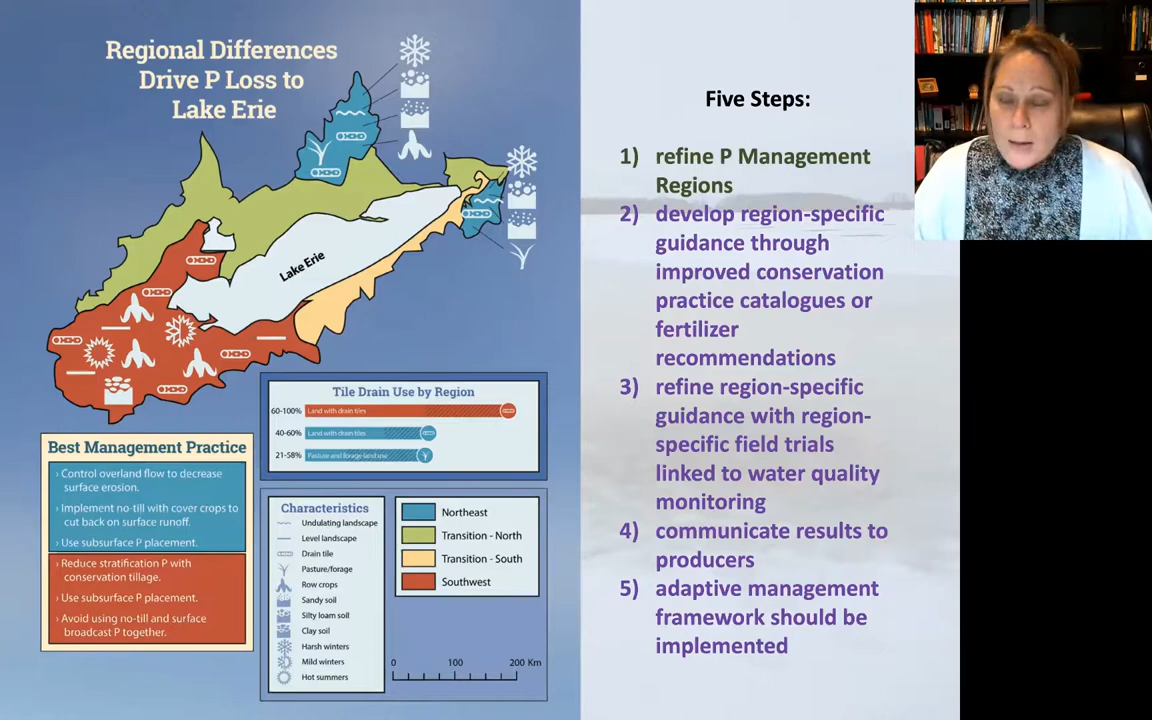 Regional Differences
Drive P Loss to
Lake Erie
Lake Erie
Tile Drain Use by Region
60-100% Land with drain tiles
40-60% Land with drain tiles
21-58% Pasture and forage land use
Best Management Practice
› Control overland flow to decrease
surface erosion.
› Implement no-till with cover crops to
cut back on surface runoff.
› Use subsurface P placement.
› Reduce stratification P with
conservation tillage.
› Use subsurface P placement.
› Avoid using no-till and surface
broadcast P together.
Characteristics
Undulating landscape
Level landscape
Drain tile
Pasture/forage
Row crops
Sandy soil
Silty loam soil
Clay soil
Harsh winters
Mild winters
Hot summers
Northeast
Transition - North
Transition - South
Southwest
0 100 200 Km
Five Steps:
1) refine P Management
Regions
2) develop region-specific
guidance through
improved conservation
practice catalogues or
fertilizer
recommendations
3) refine region-specific
guidance with region-
specific field trials
linked to water quality
monitoring
4) communicate results to
producers
5) adaptive management
framework should be
implemented